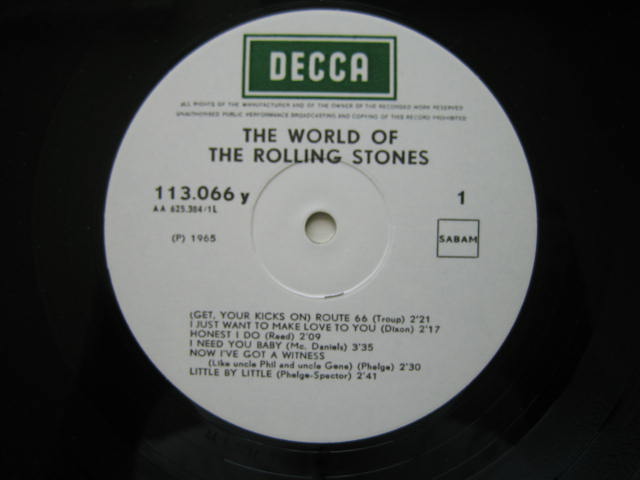 DECCA
ALL RIGHTS OF THE MANUFACTURER AND OF THE OWNER OF THE RECORDED WORK RESERVED
UNAUTHORISED PUBLIC PERFORMANCE BROADCASTING AND COPYING OF THIS RECORD PROHIBITED
THE WORLD OF
THE ROLLING STONES
113.066 y
1
AA 625.304/1L
(P) 1965
SABAM
(GET, YOUR KICKS ON) ROUTE 66 (Troup) 2'21
I JUST WANT TO MAKE LOVE TO YOU (Dixon) 2'17
HONEST I DO (Reed) 2'09
I NEED YOU BABY (Mc. Daniels) 3'35
NOW I'VE GOT A WITNESS
(Like uncle Phil and uncle Gene) (Phelge) 2'30
LITTLE BY LITTLE (Phelge-Spector) 2'41